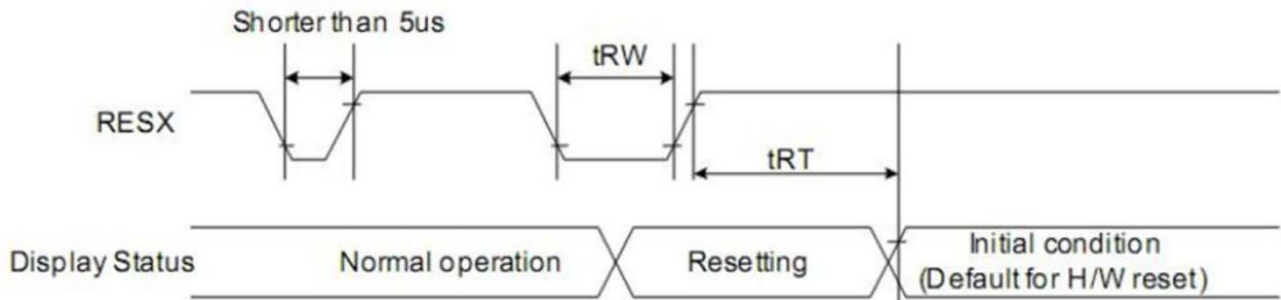 Shorter than 5us
tRW
RESX
tRT
Display Status
Normal operation
Resetting
Initial condition
(Default for H/W reset)